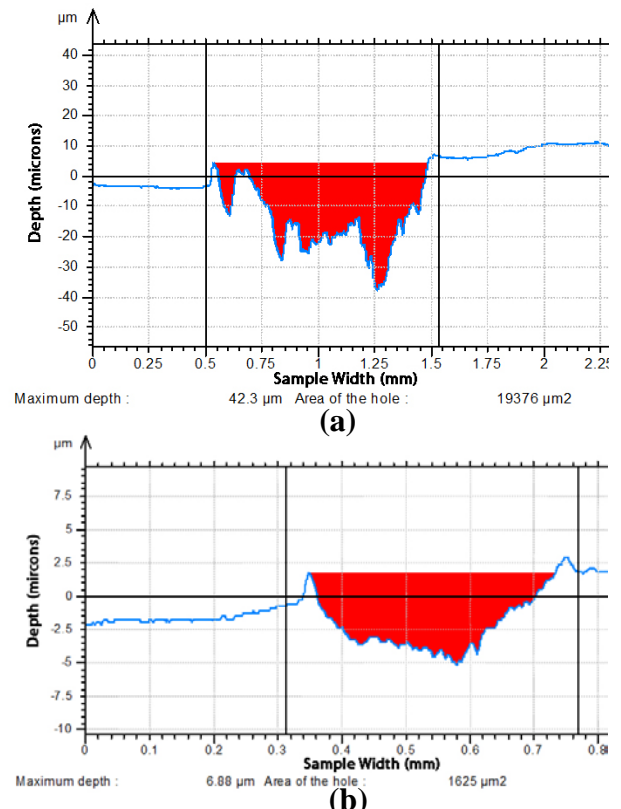 µm
40
30
20
10
0
-10
-20
-30
-40
-50
Depth (microns)
0 0.25 0.5 0.75 1 1.25 1.5 1.75 2 2.25
Sample Width (mm)
Maximum depth : 42.3 µm Area of the hole : 19376 µm2
(a)
µm
7.5
5
2.5
0
-2.5
-5
-7.5
-10
Depth (mircons)
0 0.1 0.2 0.3 0.4 0.5 0.6 0.7 0.8
Sample Width (mm)
Maximum depth : 6.88 µm Area of the hole : 1625 µm2
(b)